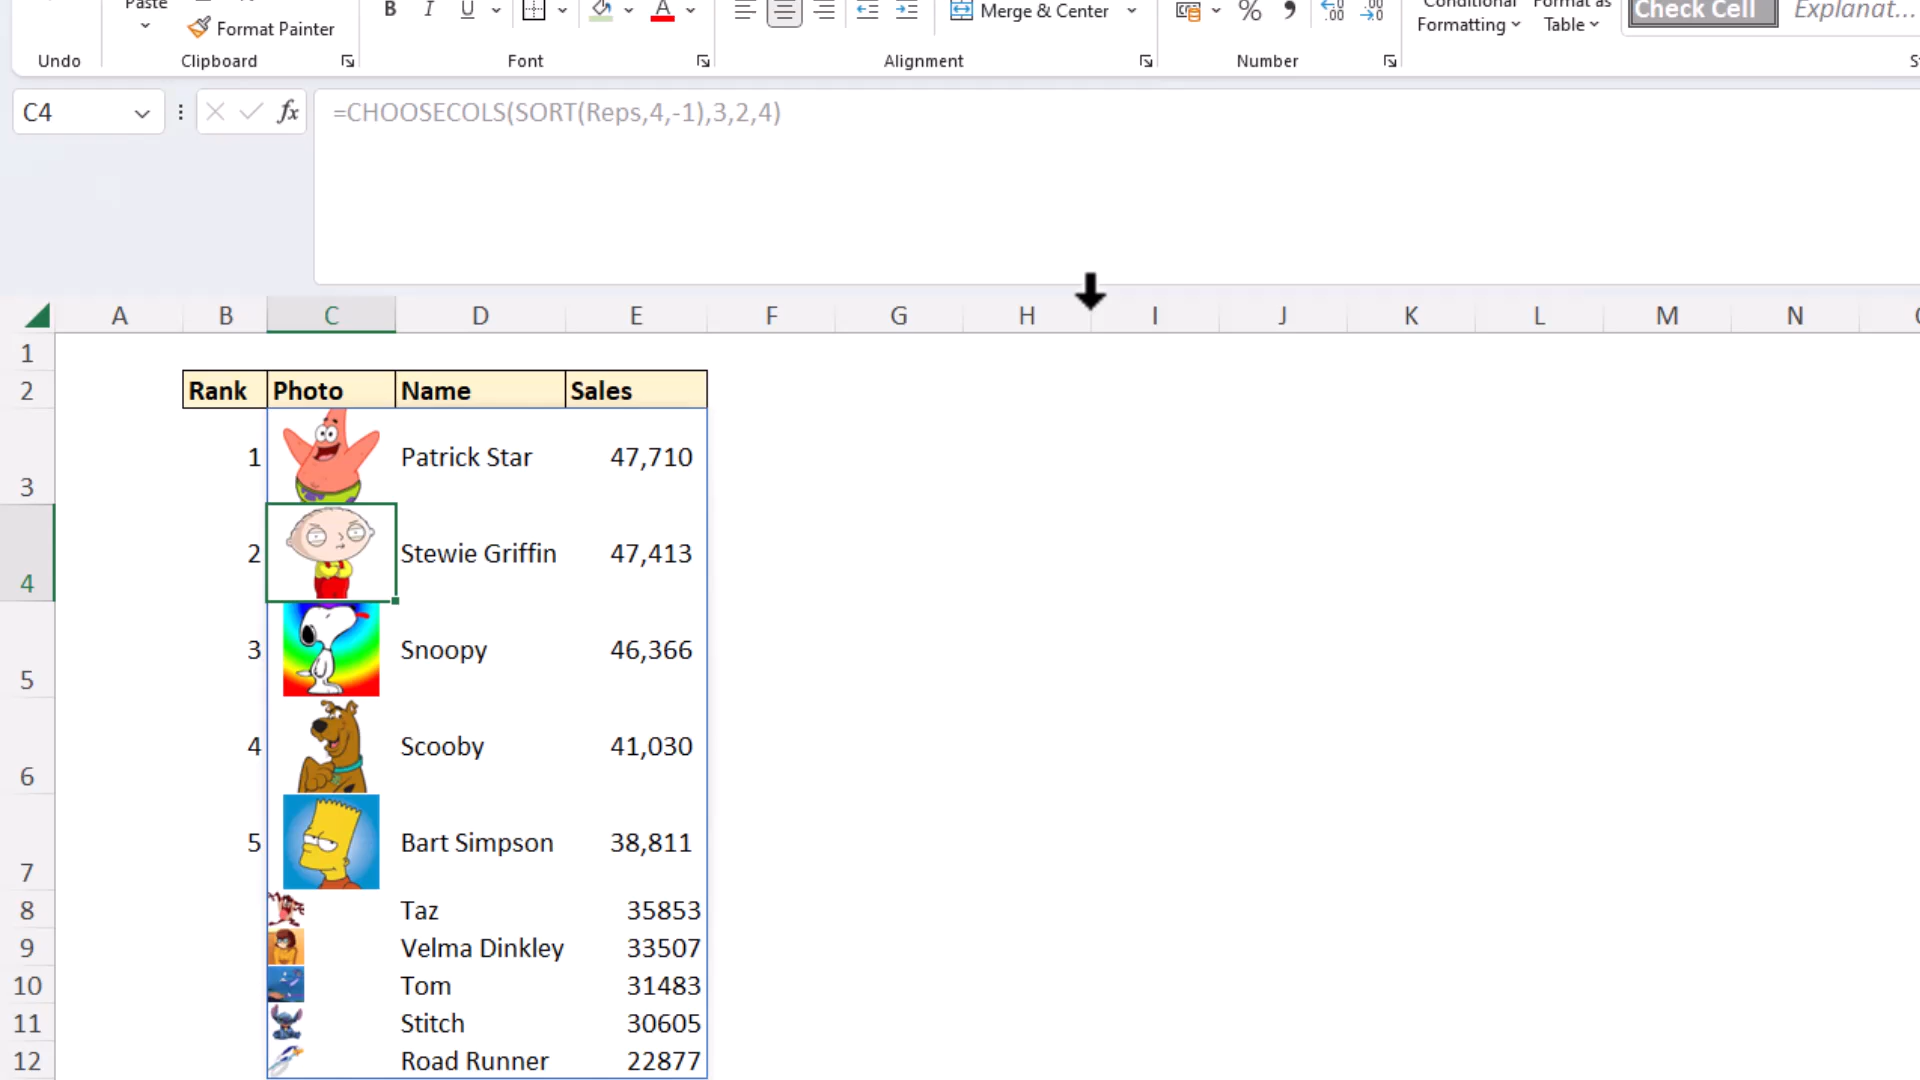 Paste
Conditional
Format as
B I U
A
Merge & Center
%
Check Cell
Explanat...
Format Painter
Formatting
Table
Undo
Clipboard
Font
Alignment
Number
C4
fx
=CHOOSECOLS(SORT(Reps,4,-1),3,2,4)
A B C D E F G H I J K L M N
1
2 Rank Photo Name Sales
3 1 Patrick Star 47,710
4 2 Stewie Griffin 47,413
5 3 Snoopy 46,366
6 4 Scooby 41,030
7 5 Bart Simpson 38,811
8 Taz 35853
9 Velma Dinkley 33507
10 Tom 31483
11 Stitch 30605
12 Road Runner 22877